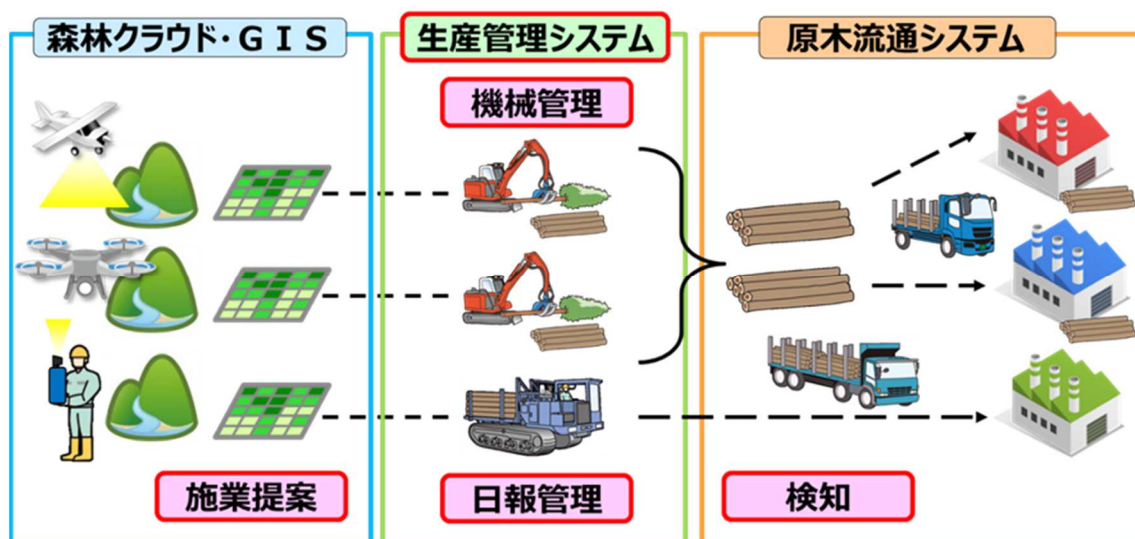 森林クラウド・ＧＩＳ
生産管理システム
原木流通システム
機械管理
施業提案
日報管理
検知